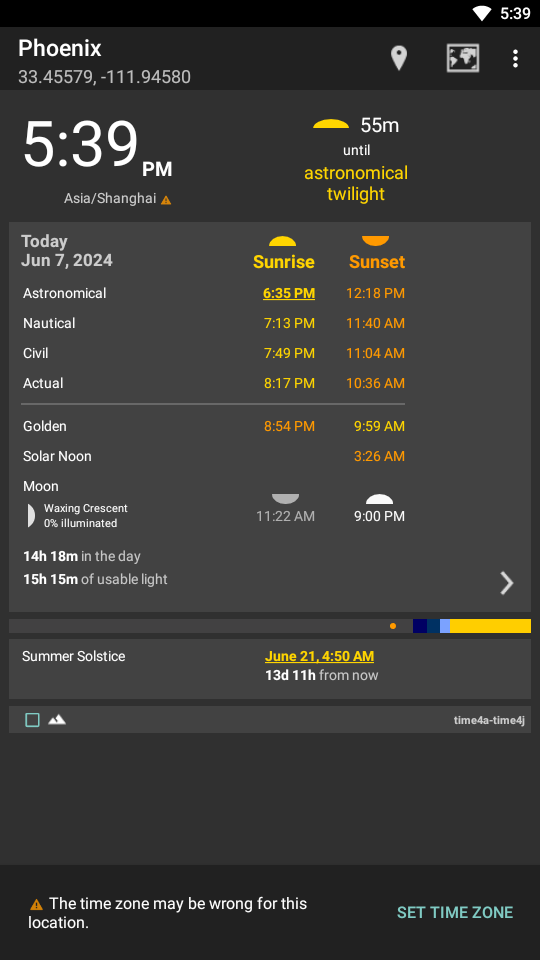 5:39
Phoenix
33.45579, -111.94580
5:39 PM
Asia/Shanghai
55m
until
astronomical
twilight
Today
Jun 7, 2024
Sunrise Sunset
Astronomical 6:35 PM 12:18 PM
Nautical 7:13 PM 11:40 AM
Civil 7:49 PM 11:04 AM
Actual 8:17 PM 10:36 AM
Golden 8:54 PM 9:59 AM
Solar Noon 3:26 AM
Moon
Waxing Crescent
0% illuminated
11:22 AM 9:00 PM
14h 18m in the day
15h 15m of usable light
Summer Solstice June 21, 4:50 AM
13d 11h from now
time4a-time4j
The time zone may be wrong for this
location.
SET TIME ZONE